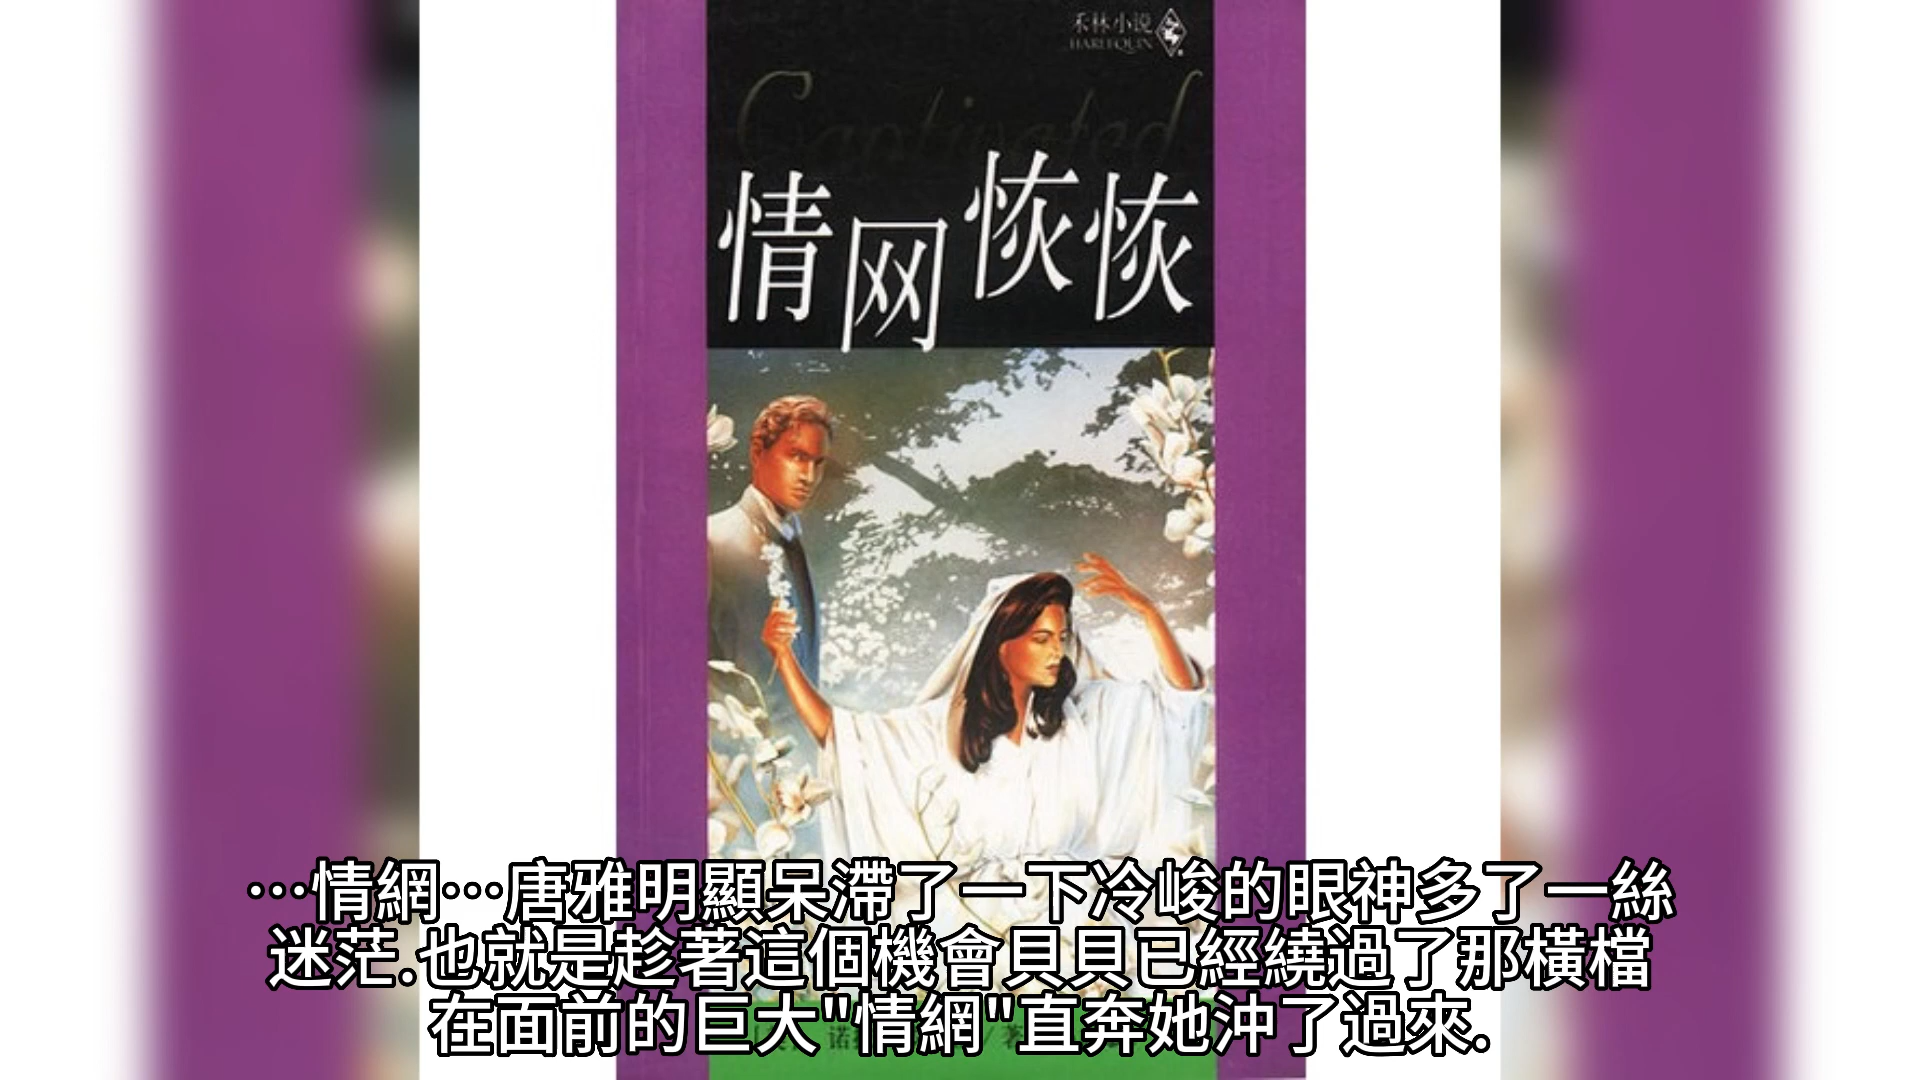 禾林小说
HARLEQUIN
Captivated
情网恢恢
…情網…唐雅明顯呆滯了一下冷峻的眼神多了一絲
迷茫.也就是趁著這個機會貝貝已經繞過了那橫檔
在面前的巨大"情網"直奔她沖了過來.
诺
著